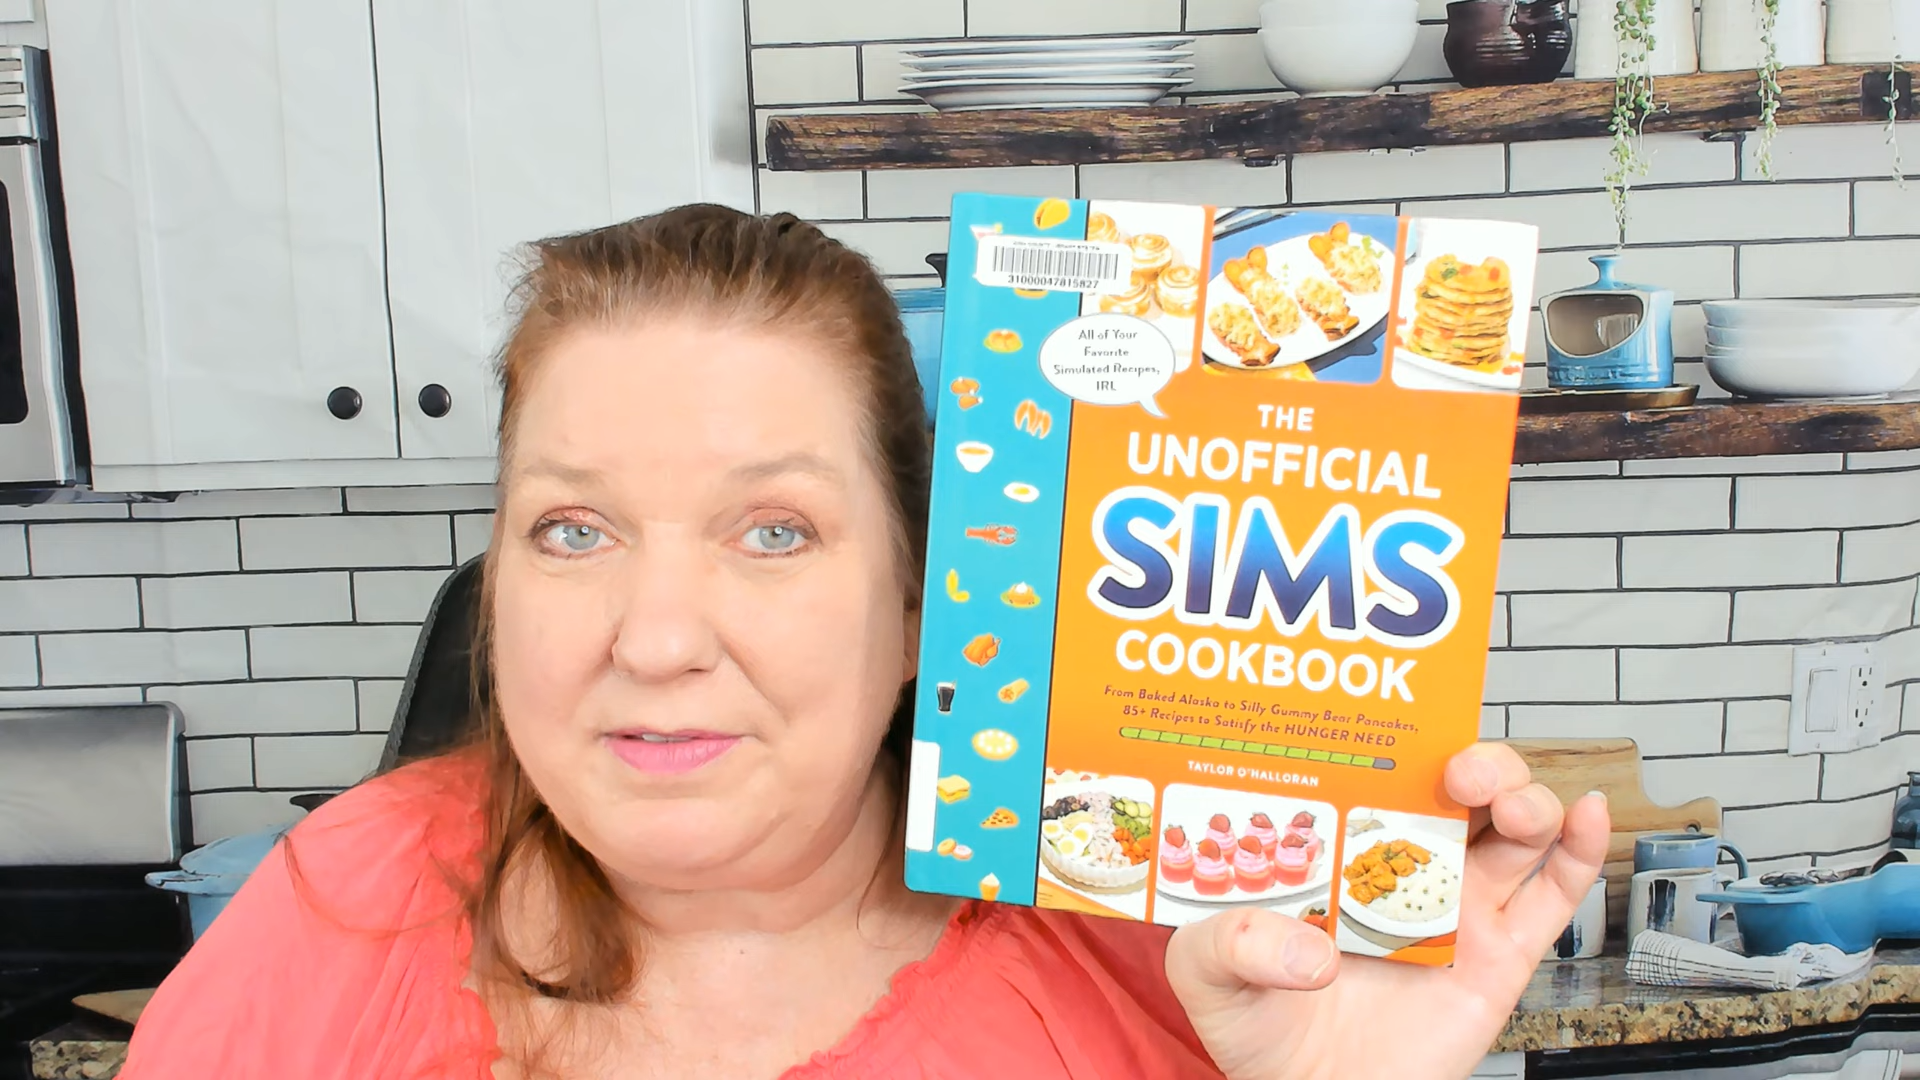 31000047815827
All of Your
Favorite
Simulated Recipes,
IRL
THE
UNOFFICIAL
SIMS
COOKBOOK
From Baked Alaska to Silly Gummy Bear Pancakes,
85+ Recipes to Satisfy the HUNGER NEED
TAYLOR O'HALLORAN